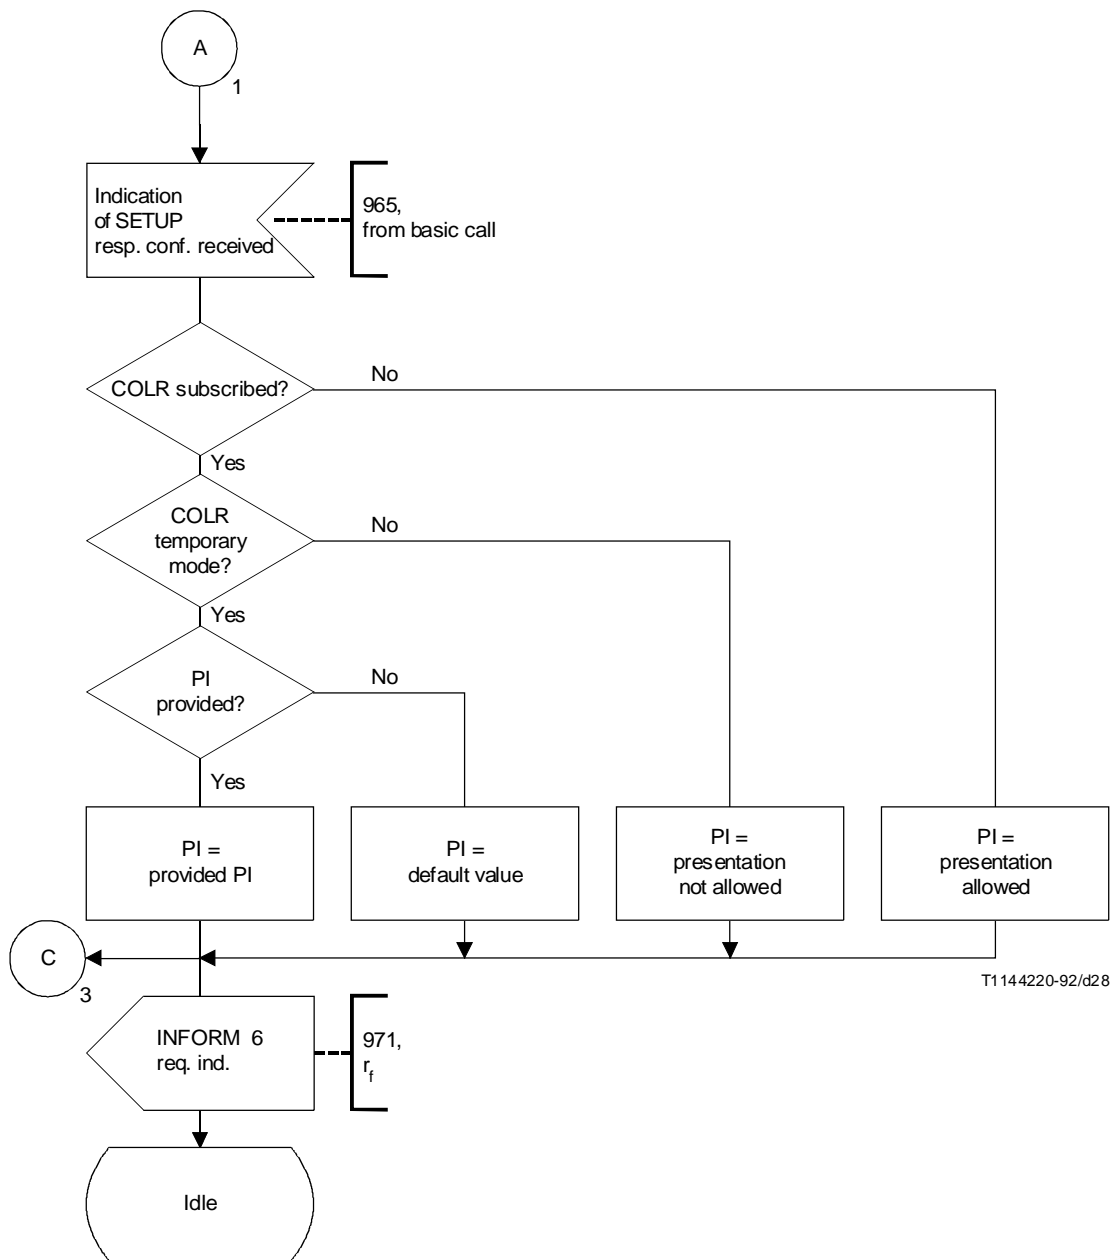 A
1
Indication
of SETUP
resp. conf. received
965,
from basic call
COLR subscribed?
No
Yes
COLR
temporary
mode?
No
Yes
PI
provided?
No
Yes
PI =
provided PI
PI =
default value
PI =
presentation
not allowed
PI =
presentation
allowed
C
3
T1144220-92/d28
INFORM 6
req. ind.
971,
rf
Idle